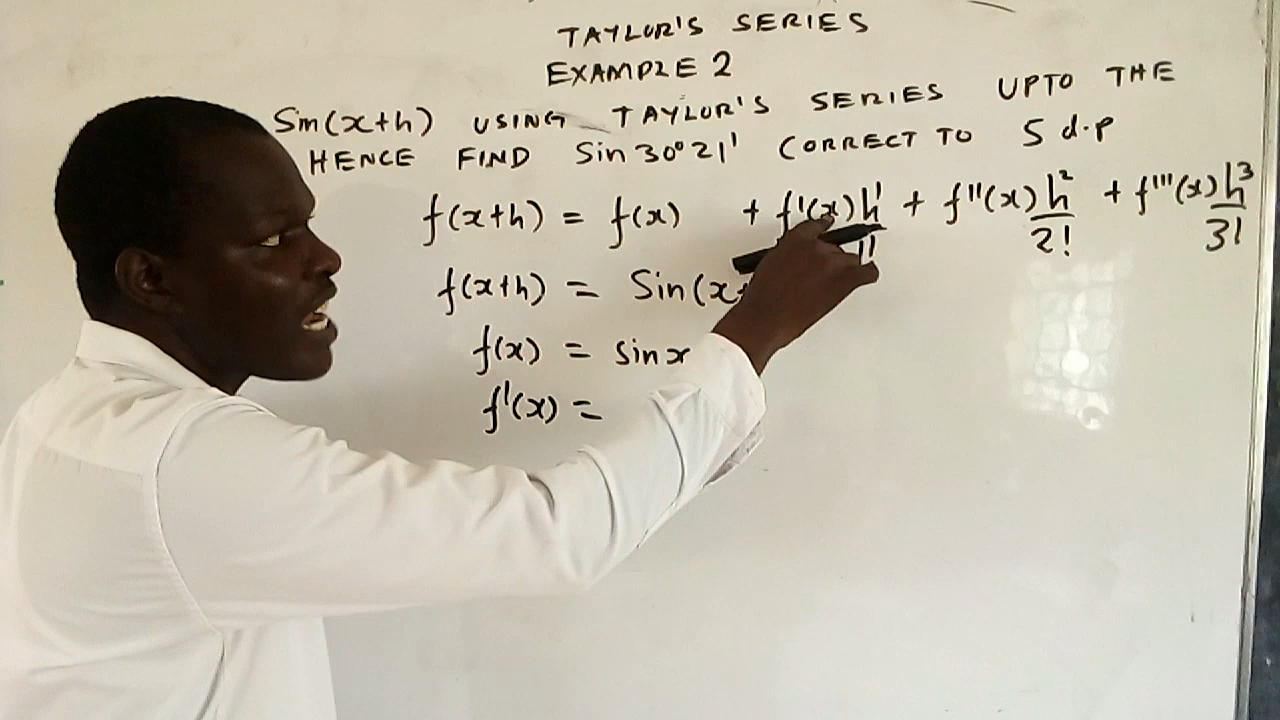 TAYLOR'S SERIES
EXAMPLE 2
Sin(x+h) USING TAYLOR'S SERIES UPTO THE
HENCE FIND Sin 30°21' CORRECT TO 5 d.p
f(x+h) = f(x) + f'(x)h¹/1! + f''(x)h²/2! + f'''(x)h³/3!
f(x+h) = Sin(x+
f(x) = sinx
f'(x) =